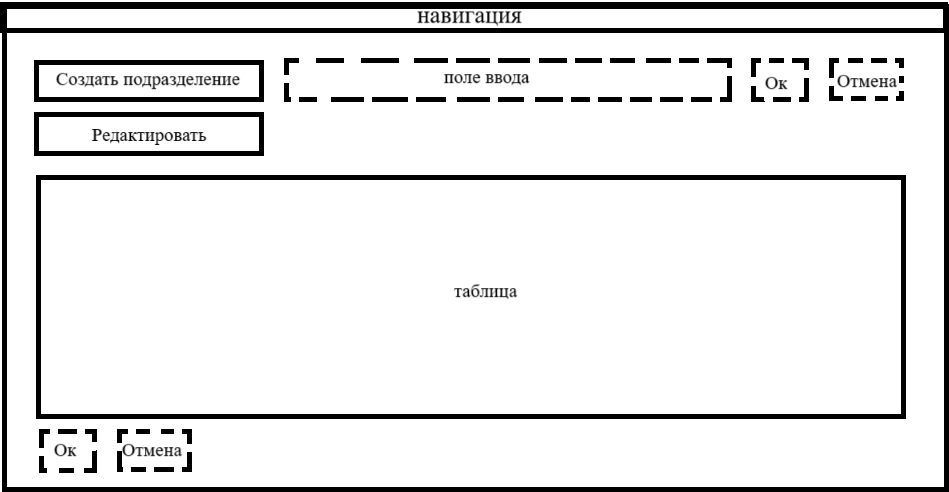 навигация
Создать подразделение
поле ввода
Ок
Отмена
Редактировать
таблица
Ок
Отмена